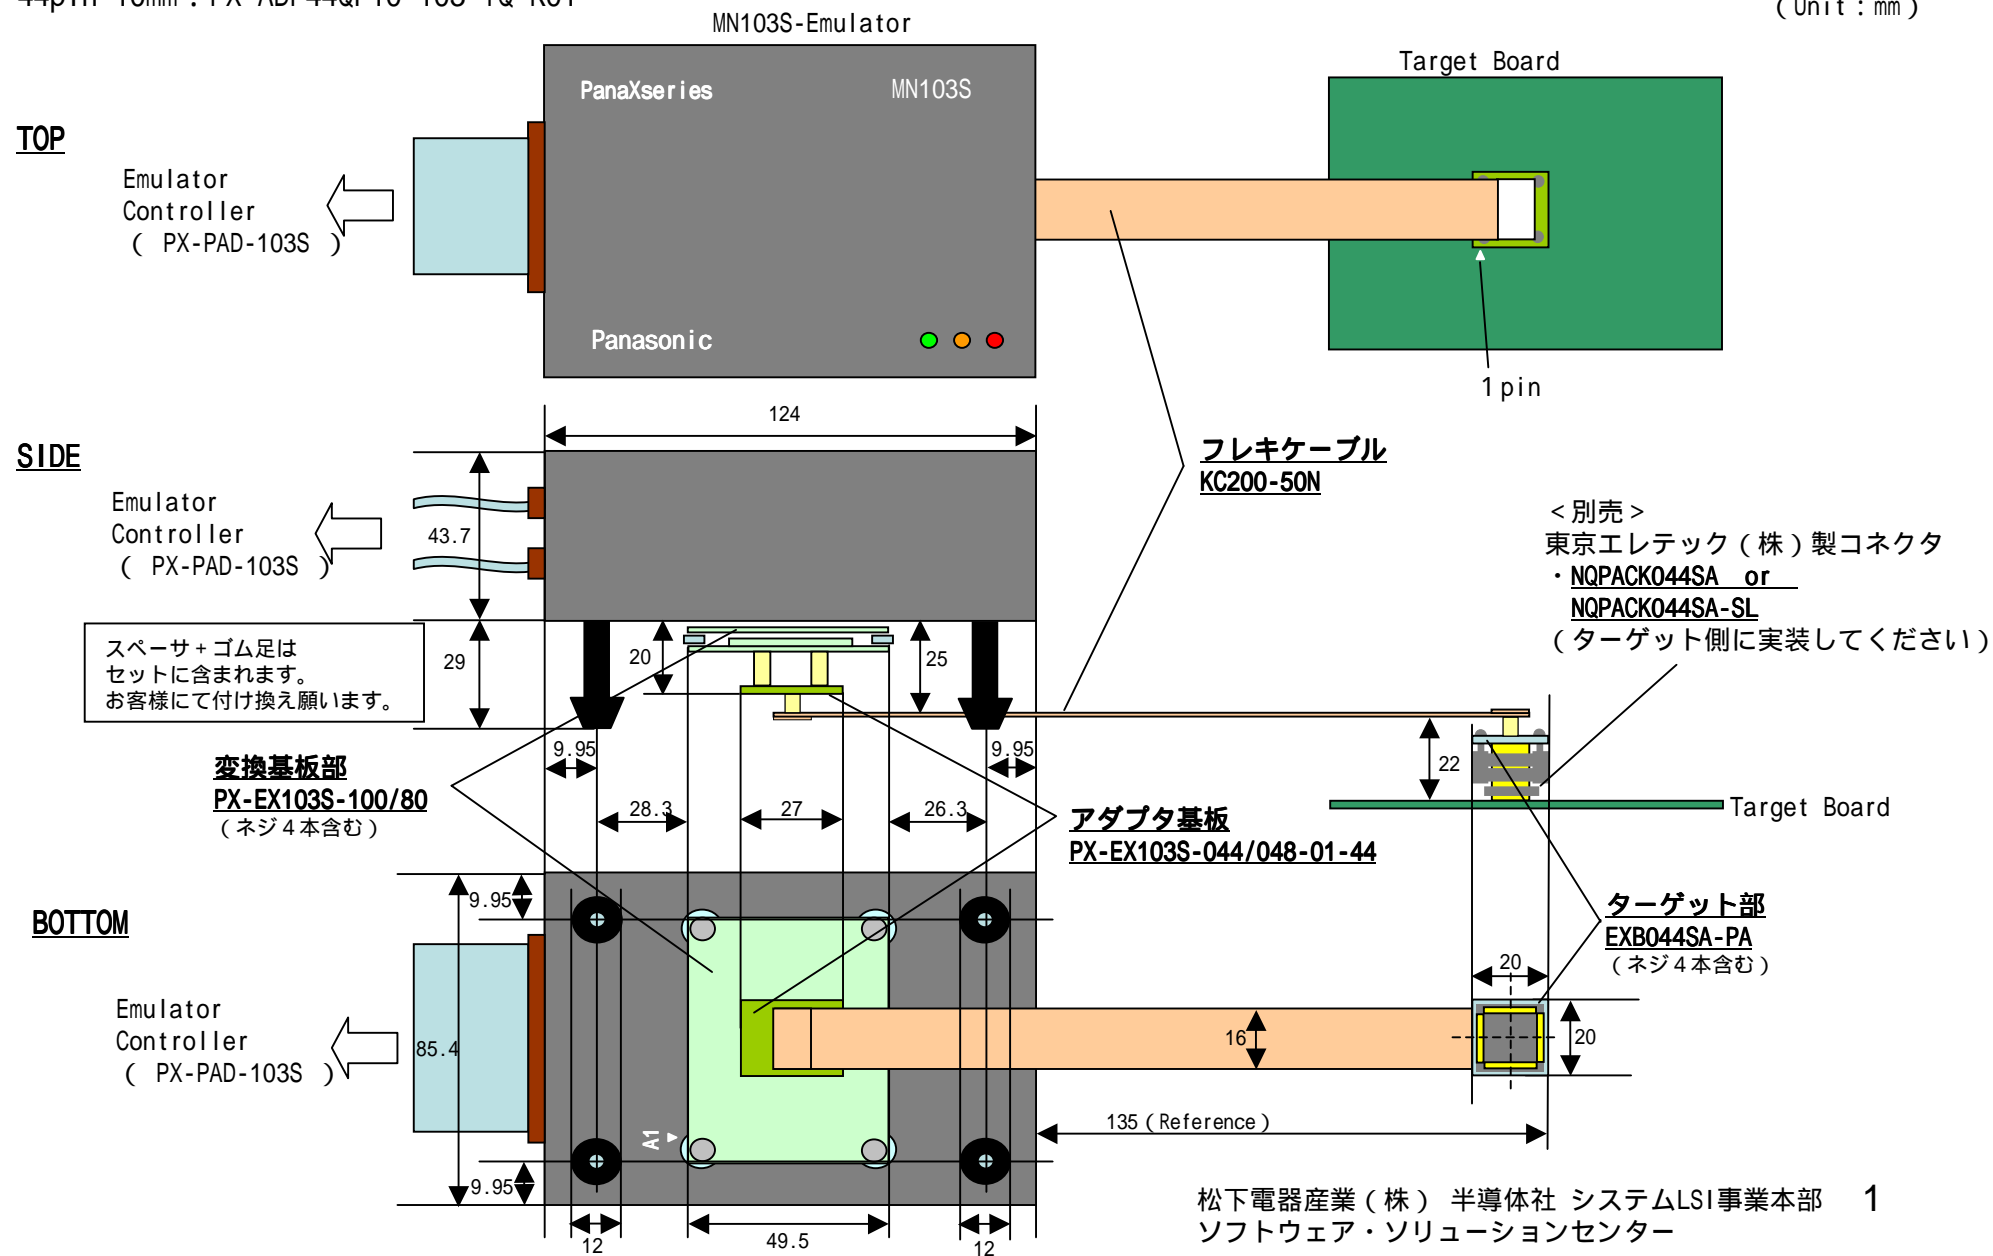 MN103S-Emulator
(Unit:mm)
Target Board
PanaXseries
MN103S
TOP
Emulator
Controller
( PX-PAD-103S )
Panasonic
1pin
124
SIDE
フレキケーブル
KC200-50N
Emulator
Controller
( PX-PAD-103S )
43.7
<別売>
東京エレテック(株)製コネクタ
・NQPACK044SA or
NQPACK044SA-SL
(ターゲット側に実装してください)
スペーサ+ゴム足は
セットに含まれます。
お客様にて付け換え願います。
29
20
25
9.95
9.95
22
変換基板部
PX-EX103S-100/80
(ネジ4本含む)
28.3
27
26.3
アダプタ基板
PX-EX103S-044/048-01-44
Target Board
BOTTOM
9.95
ターゲット部
EXB044SA-PA
(ネジ4本含む)
20
Emulator
Controller
( PX-PAD-103S )
85.4
16
20
A1
135(Reference)
9.95
12
49.5
12
松下電器産業(株) 半導体社 システムLSI事業本部 1
ソフトウェア・ソリューションセンター